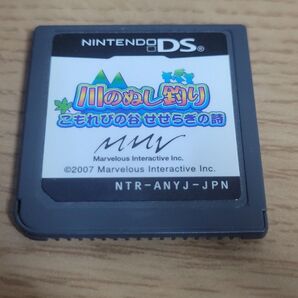 NINTENDO DS
川のぬし釣り
こもれびの谷 せせらぎの詩
MMV
Marvelous Interactive Inc.
©2007 Marvelous Interactive Inc.
NTR-ANYJ-JPN